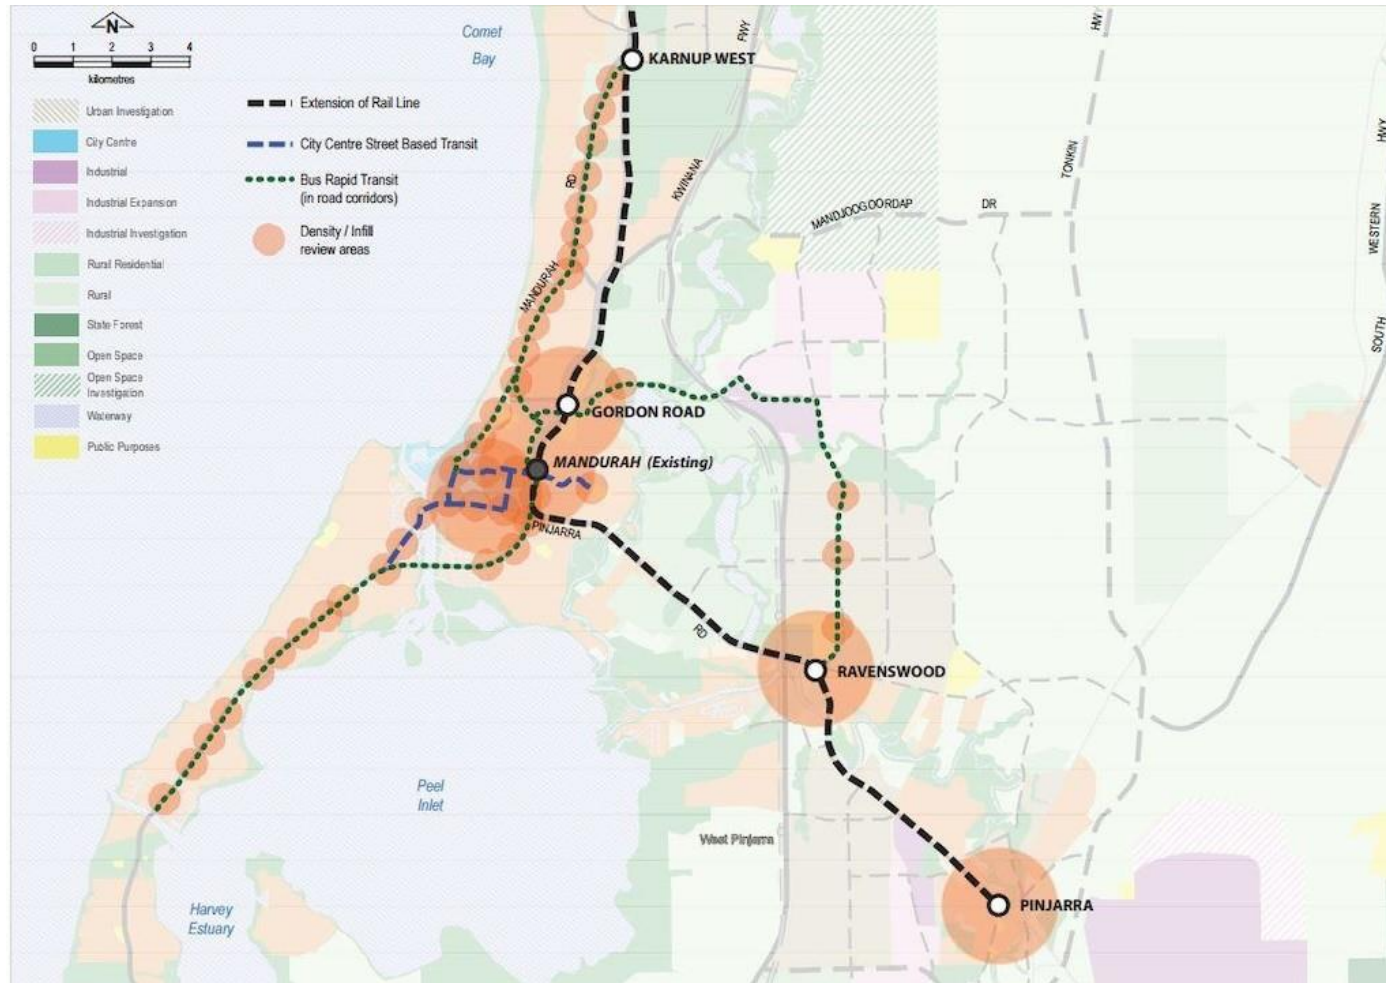 N
0 1 2 3 4
kilometres
Urban Investigation
City Centre
Industrial
Industrial Expansion
Industrial Investigation
Rural Residential
Rural
State Forest
Open Space
Open Space
Investigation
Waterway
Public Purposes
Extension of Rail Line
City Centre Street Based Transit
Bus Rapid Transit
(in road corridors)
Density / Infill
review areas
Comet
Bay
KARNUP WEST
FWY
HWY
KWINANA
TONKIN
HWY
MANDJOOGOORDAP
DR
WESTERN
SOUTH
RD
MANDURAH
GORDON ROAD
MANDURAH (Existing)
PINJARRA
RD
RAVENSWOOD
Peel
Inlet
West Pinjarra
Harvey
Estuary
PINJARRA